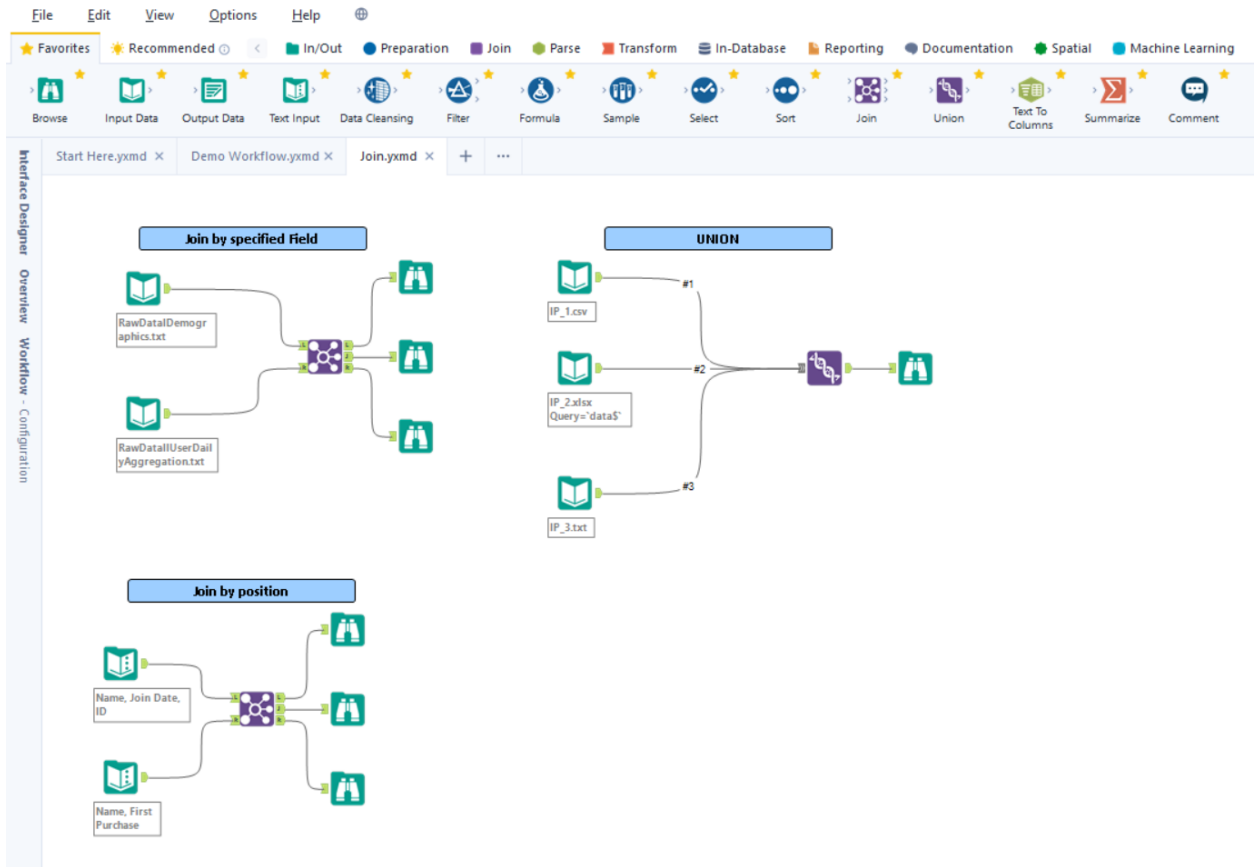 File Edit View Options Help
Favorites Recommended In/Out Preparation Join Parse Transform In-Database Reporting Documentation Spatial Machine Learning
Browse Input Data Output Data Text Input Data Cleansing Filter Formula Sample Select Sort Join Union Text To Columns Summarize Comment
Start Here.yxmd Demo Workflow.yxmd Join.yxmd + ...
Interface Designer
Overview
Workflow - Configuration
Join by specified Field
RawDataIDemogr
aphics.txt
L
R
L
J
R
RawDataIIUserDail
yAggregation.txt
UNION
#1
IP_1.csv
#2
IP_2.xlsx
Query=`data$`
#3
IP_3.txt
Join by position
Name, Join Date,
ID
L
R
L
J
R
Name, First
Purchase